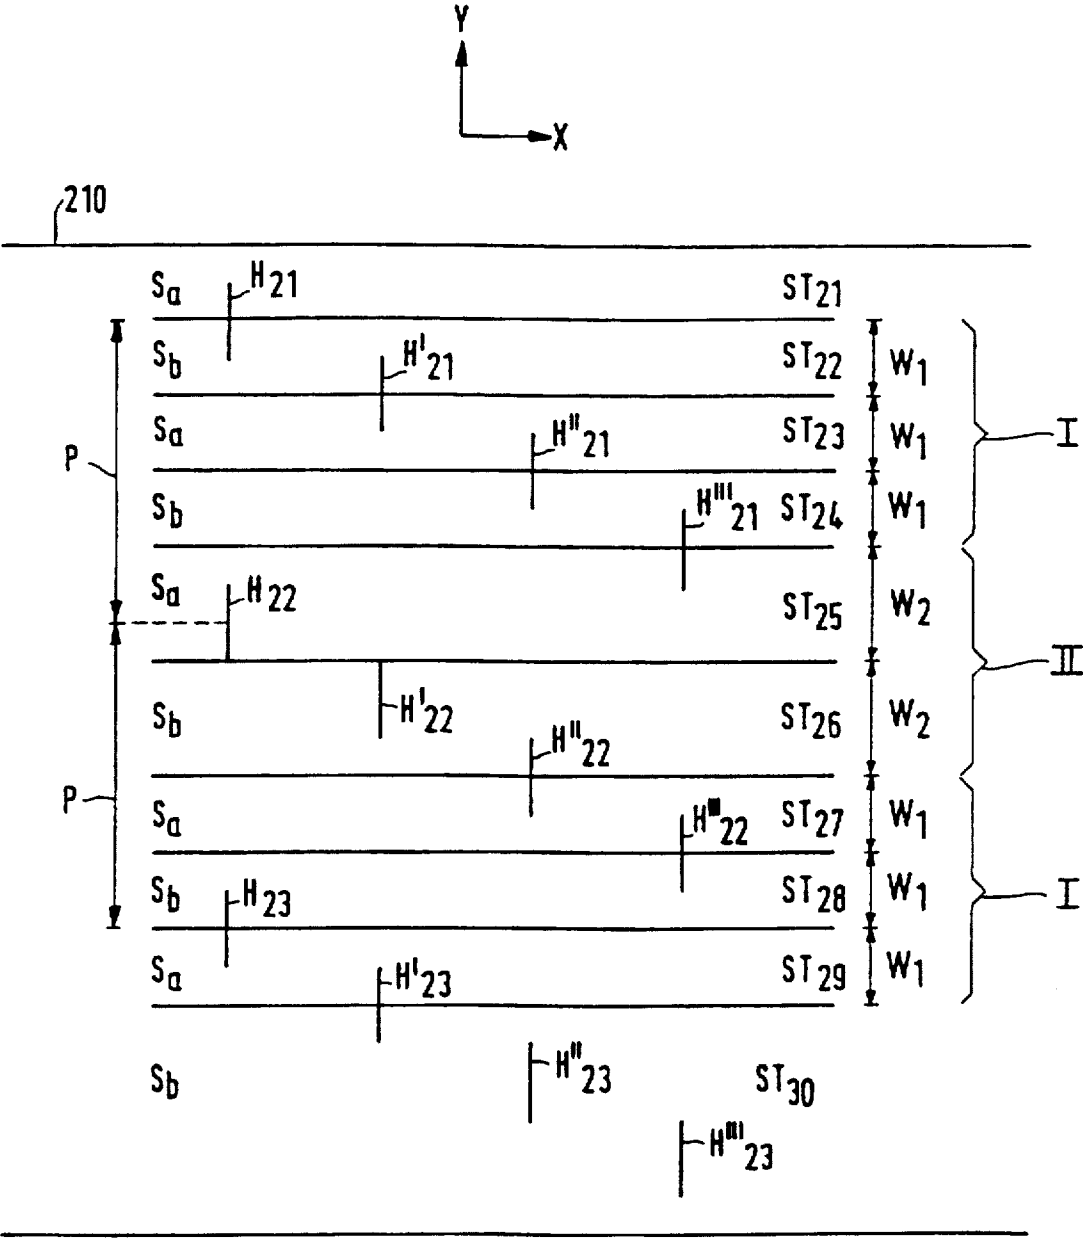 Y
X
210
Sa H21 ST21
Sb H'21 ST22 W1
Sa H"21 ST23 W1 I
P
Sb H'''21 ST24 W1
Sa H22 ST25 W2
II
Sb H'22 ST26 W2
H"22
P
Sa H'''22 ST27 W1
Sb H23 ST28 W1 I
Sa H'23 ST29 W1
Sb H"23 ST30
H'''23